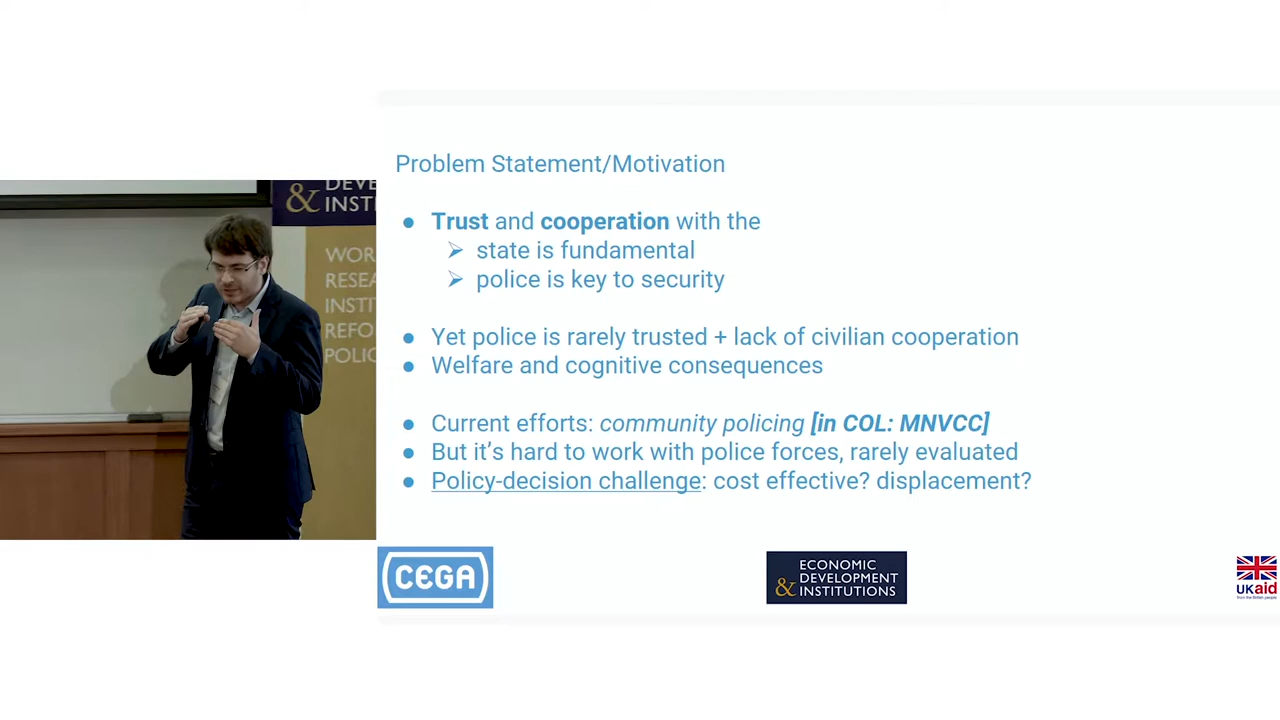 Problem Statement/Motivation
● Trust and cooperation with the
➢ state is fundamental
➢ police is key to security
● Yet police is rarely trusted + lack of civilian cooperation
● Welfare and cognitive consequences
● Current efforts: community policing [in COL: MNVCC]
● But it's hard to work with police forces, rarely evaluated
● Policy-decision challenge: cost effective? displacement?
CEGA
ECONOMIC
& DEVELOPMENT
INSTITUTIONS
UKaid
from the British people
DEVE
& INST
WOR
RESEA
INSTI
REFO
POLIC